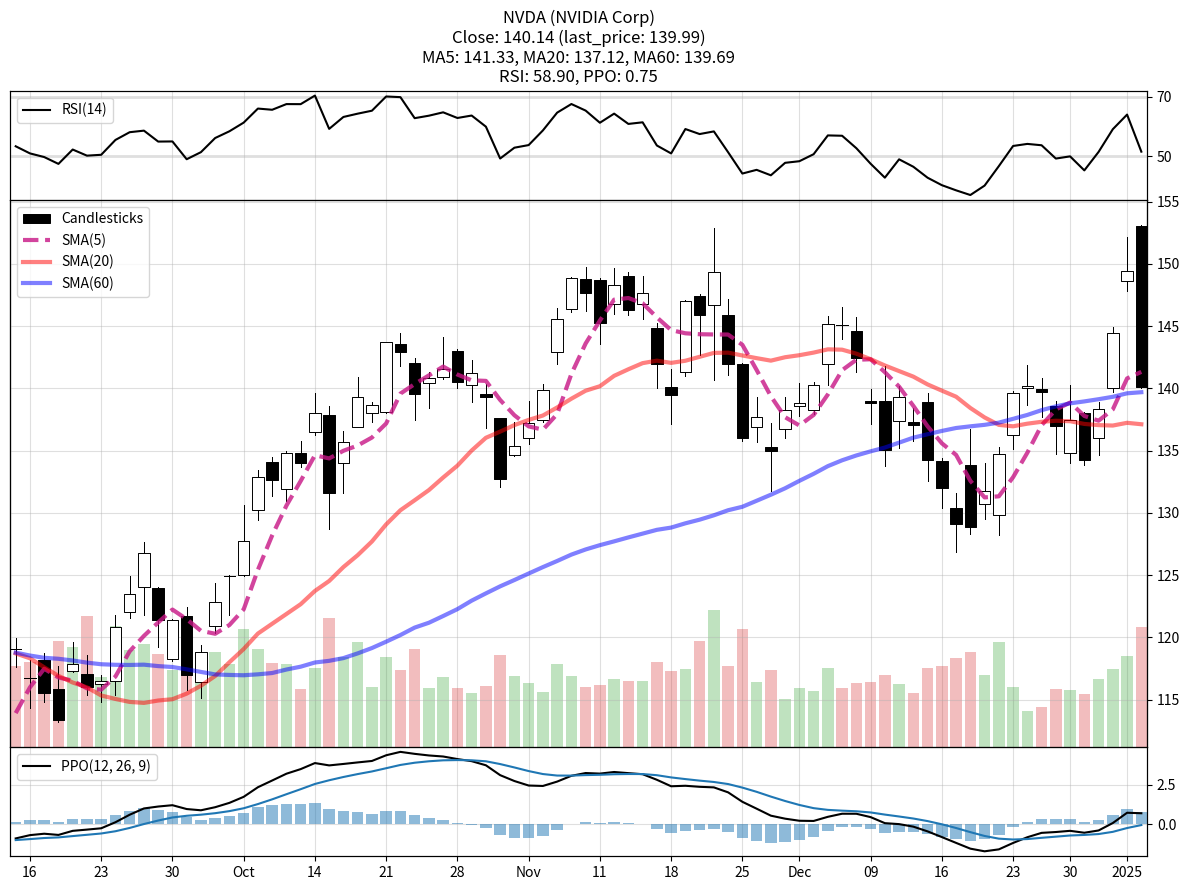 NVDA (NVIDIA Corp)
Close: 140.14 (last_price: 139.99)
MA5: 141.33, MA20: 137.12, MA60: 139.69
RSI: 58.90, PPO: 0.75
RSI(14)
70
50
Candlesticks
SMA(5)
SMA(20)
SMA(60)
155
150
145
140
135
130
125
120
115
PPO(12, 26, 9)
2.5
0.0
16 23 30 Oct 14 21 28 Nov 11 18 25 Dec 09 16 23 30 2025